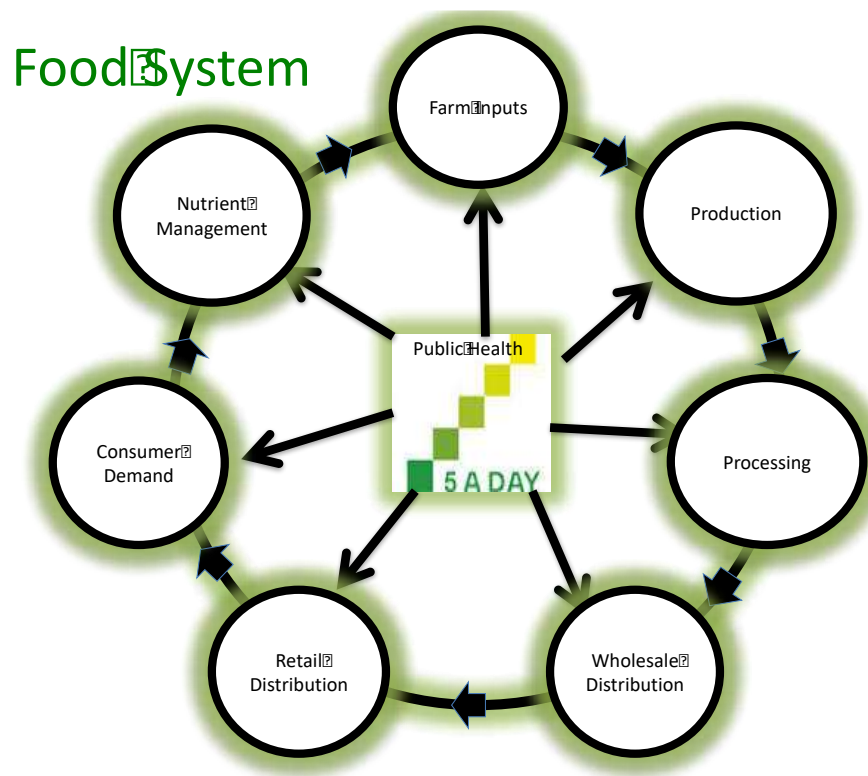 Food System
Farm Inputs
Production
Processing
Wholesale
Distribution
Retail
Distribution
Consumer
Demand
Nutrient
Management
Public Health
5 A DAY